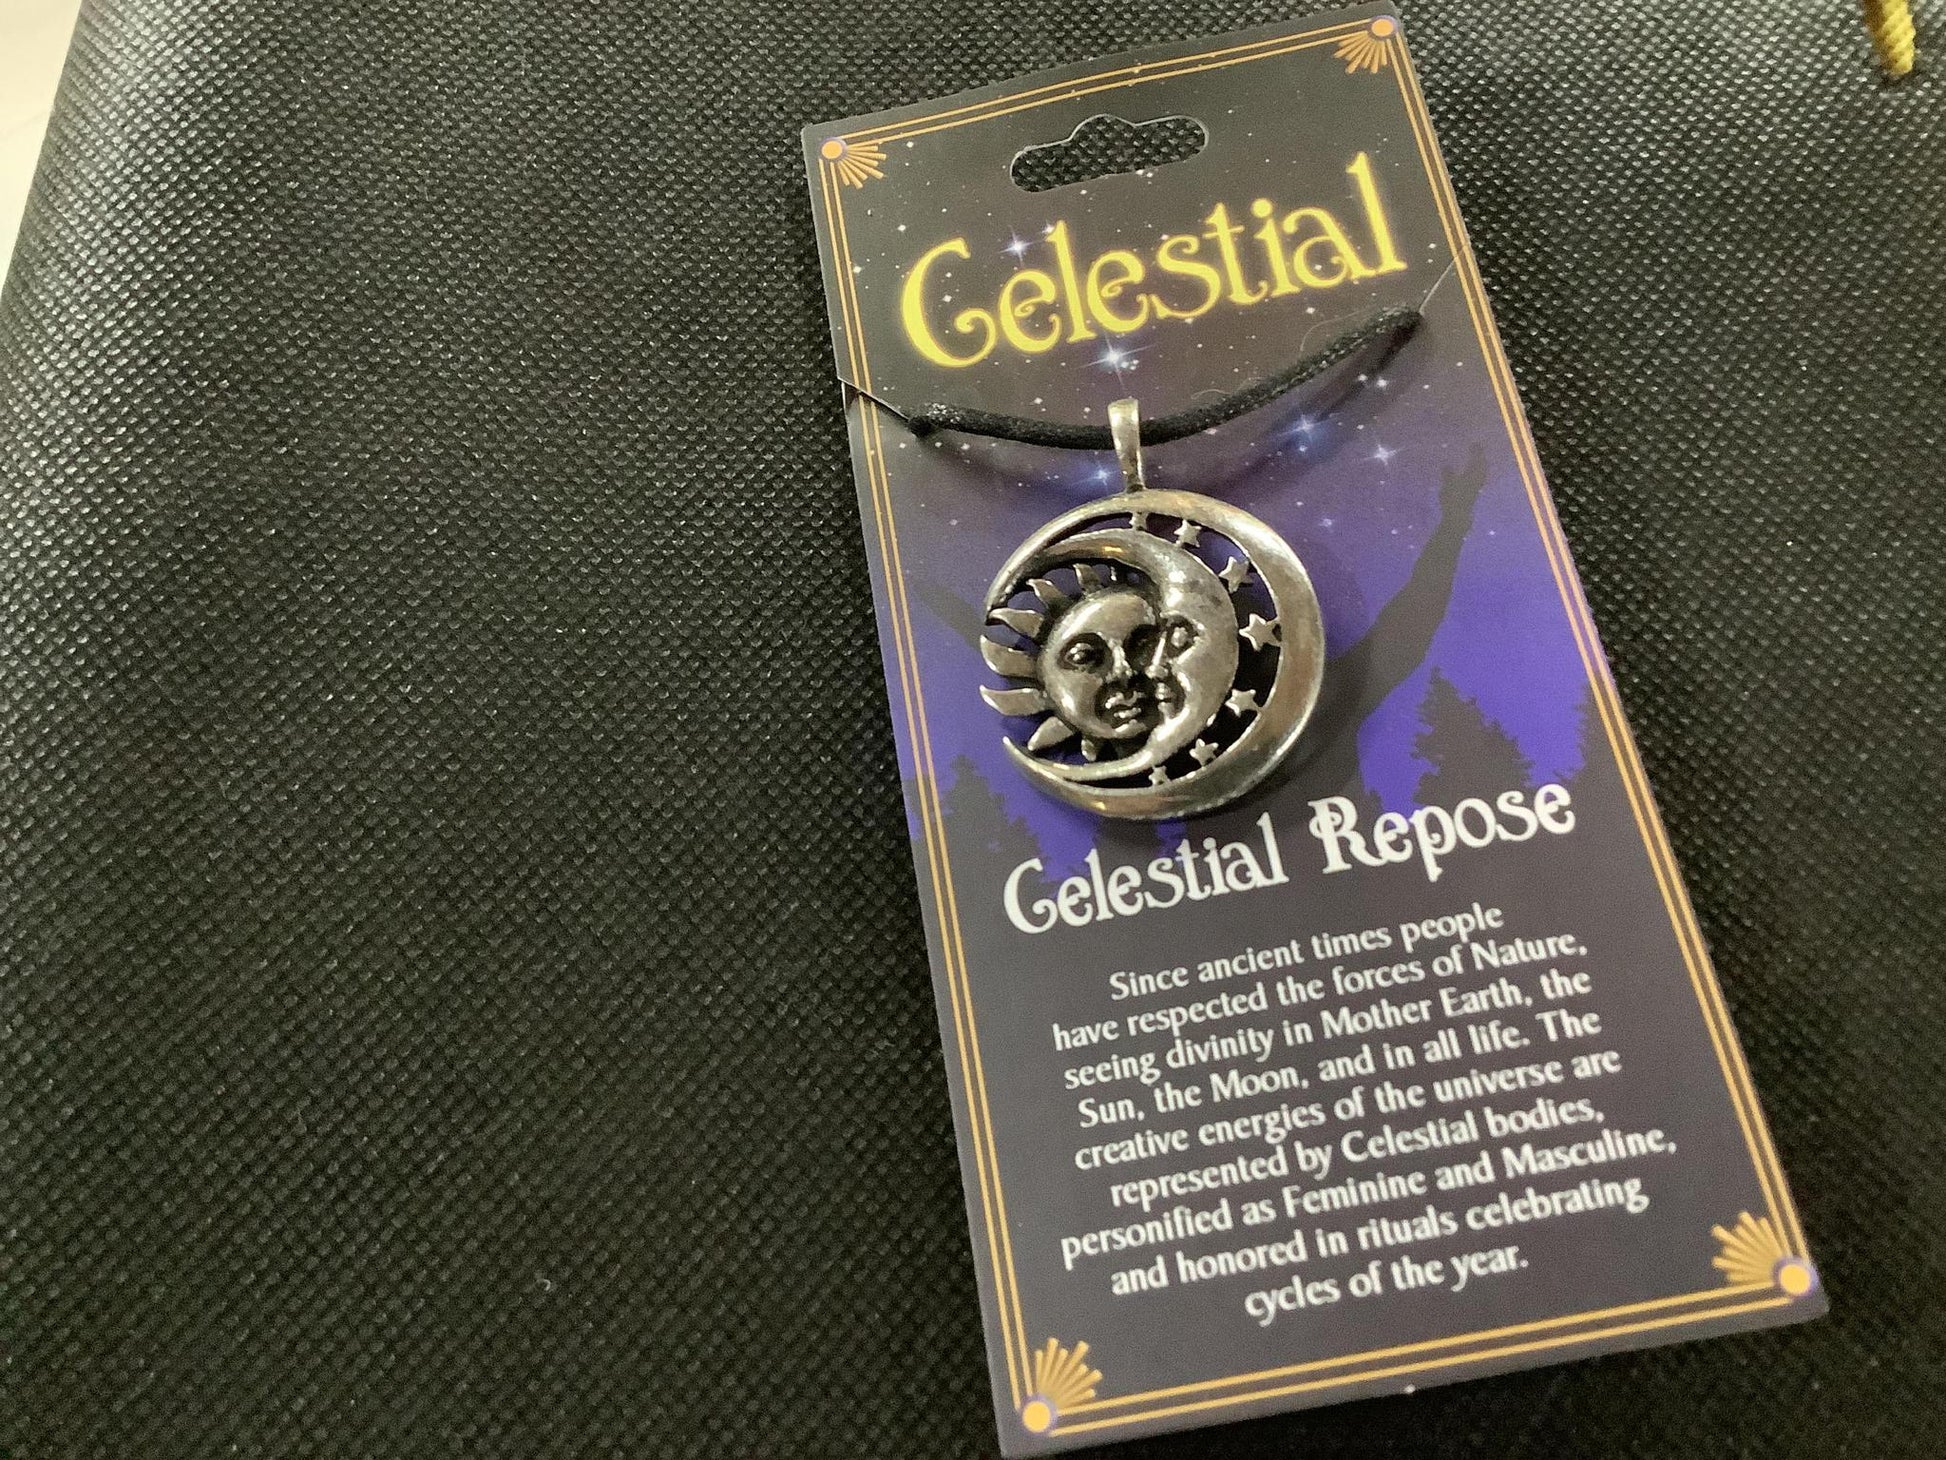 Celestial
Celestial Repose
Since ancient times people
have respected the forces of Nature,
seeing divinity in Mother Earth, the
Sun, the Moon, and in all life. The
creative energies of the universe are
represented by Celestial bodies,
personified as Feminine and Masculine,
and honored in rituals celebrating
cycles of the year.